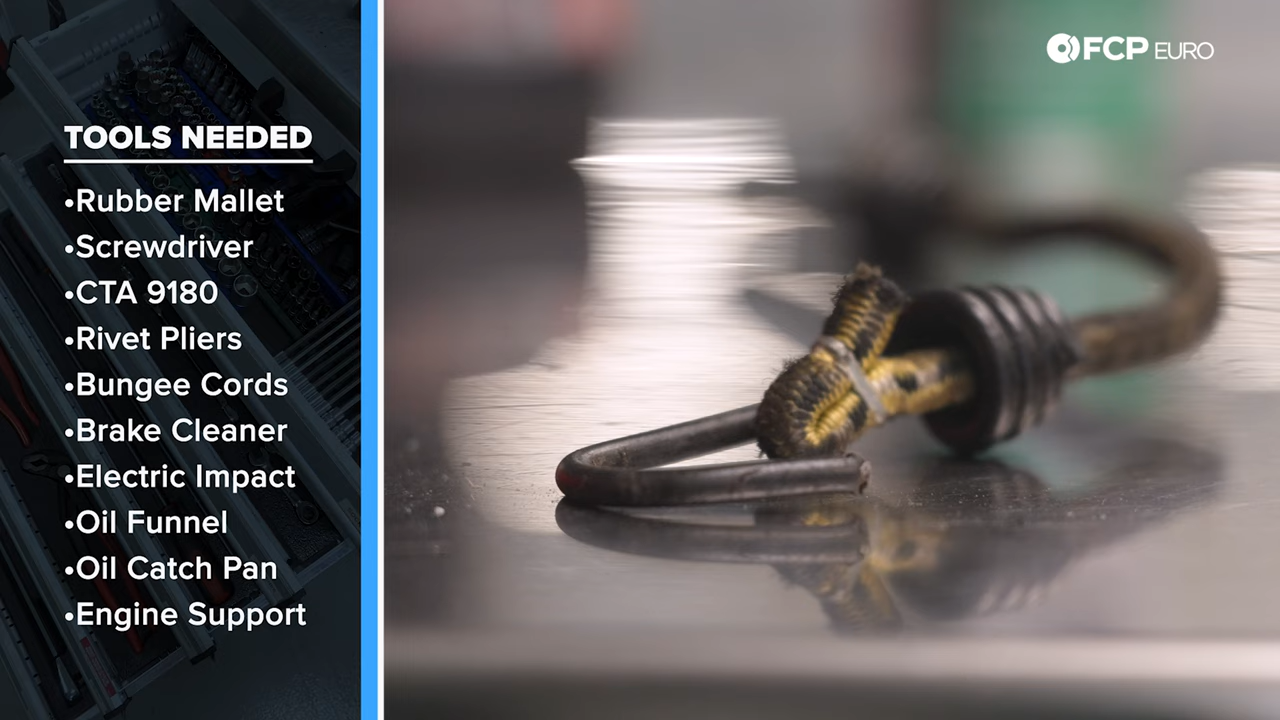 TOOLS NEEDED
•Rubber Mallet
•Screwdriver
•CTA 9180
•Rivet Pliers
•Bungee Cords
•Brake Cleaner
•Electric Impact
•Oil Funnel
•Oil Catch Pan
•Engine Support
FCP EURO